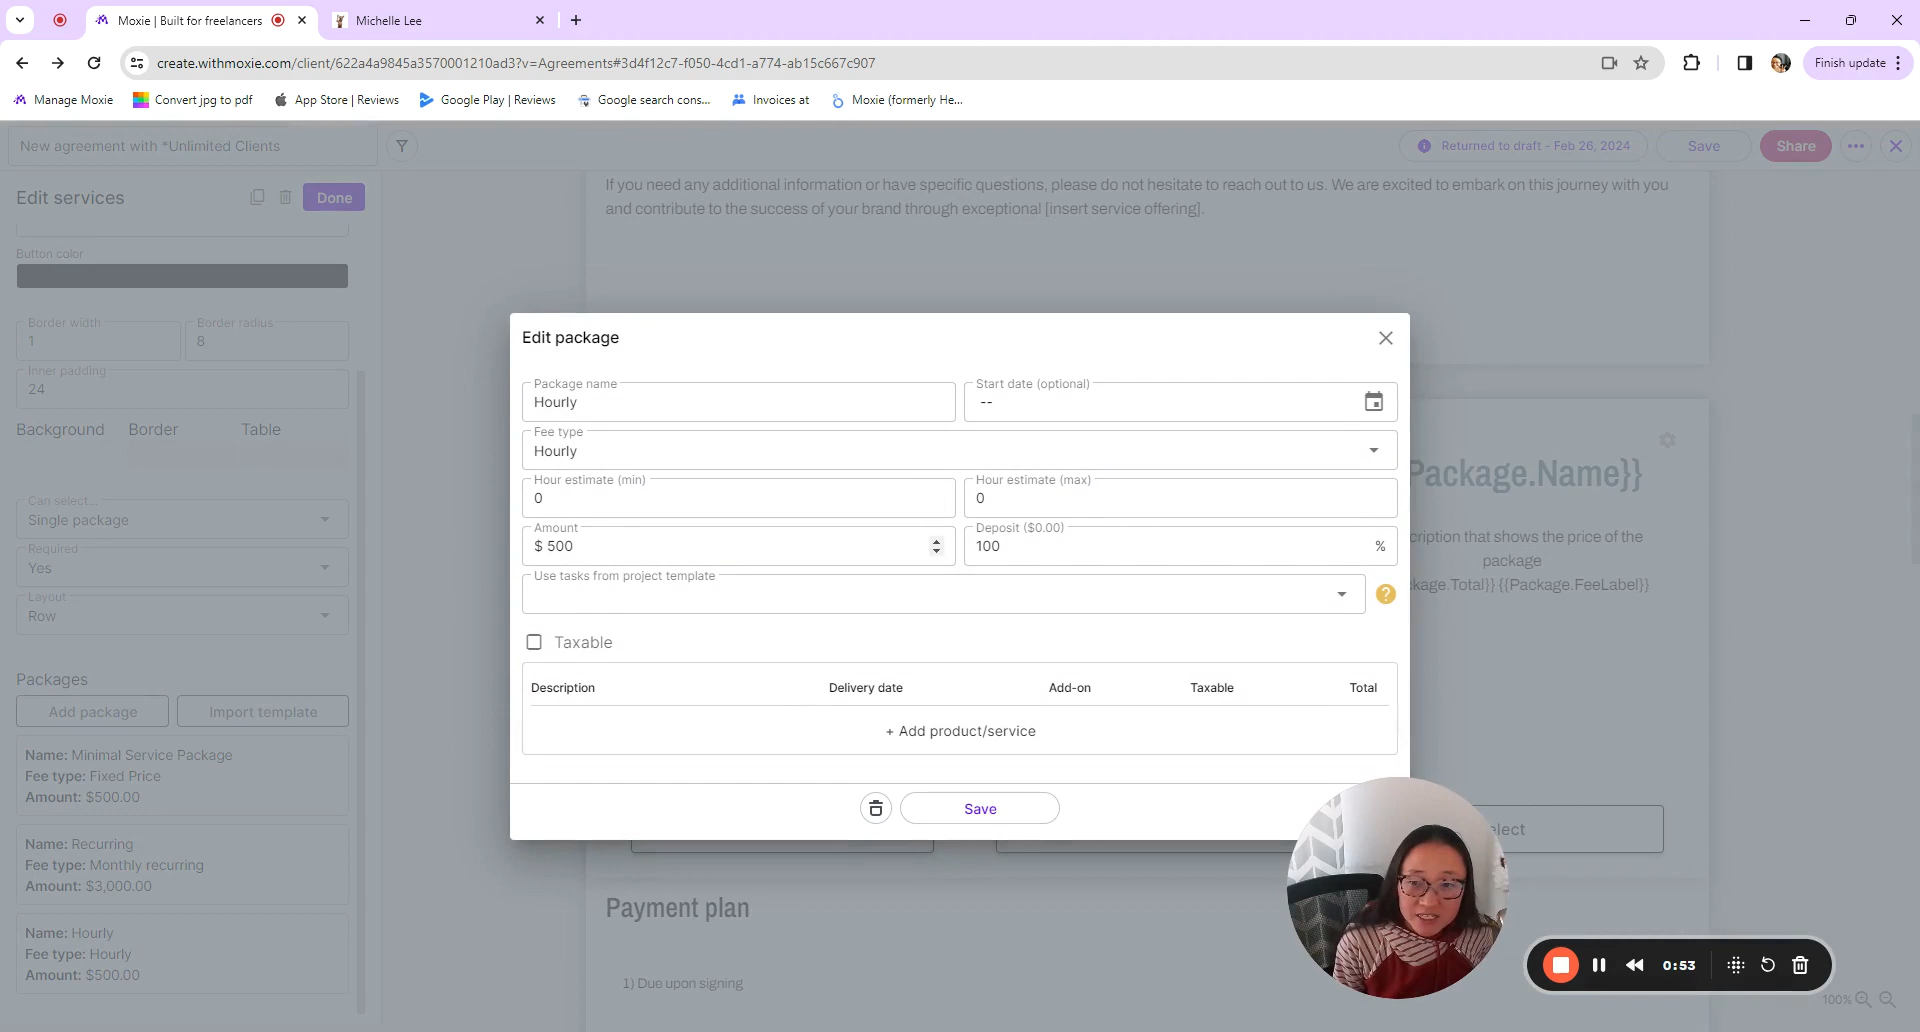 Moxie | Built for freelancers
Michelle Lee
create.withmoxie.com/client/622a4a9845a3570001210ad3?v=Agreements#3d4f12c7-f050-4cd1-a774-ab15c667c907
Finish update
Manage Moxie
Convert jpg to pdf
App Store | Reviews
Google Play | Reviews
Google search cons...
Invoices at
Moxie (formerly He...
New agreement with *Unlimited Clients
Returned to draft - Feb 26, 2024
Save
Share
If you need any additional information or have specific questions, please do not hesitate to reach out to us. We are excited to embark on this journey with you
and contribute to the success of your brand through exceptional [insert service offering].
Edit services
Done
Button color
Border width
1
Border radius
8
Inner padding
24
Background
Border
Table
Can select...
Single package
Required
Yes
Layout
Row
Packages
Add package
Import template
Name: Minimal Service Package
Fee type: Fixed Price
Amount: $500.00
Name: Recurring
Fee type: Monthly recurring
Amount: $3,000.00
Name: Hourly
Fee type: Hourly
Amount: $500.00
Edit package
Package name
Hourly
Start date (optional)
--
Fee type
Hourly
Hour estimate (min)
0
Hour estimate (max)
0
Amount
$ 500
Deposit ($0.00)
100
%
Use tasks from project template
?
Taxable
Description
Delivery date
Add-on
Taxable
Total
+ Add product/service
Save
Package.Name}}
cription that shows the price of the
package
kage.Total}} {{Package.FeeLabel}}
elect
Payment plan
1) Due upon signing
0:53
100%